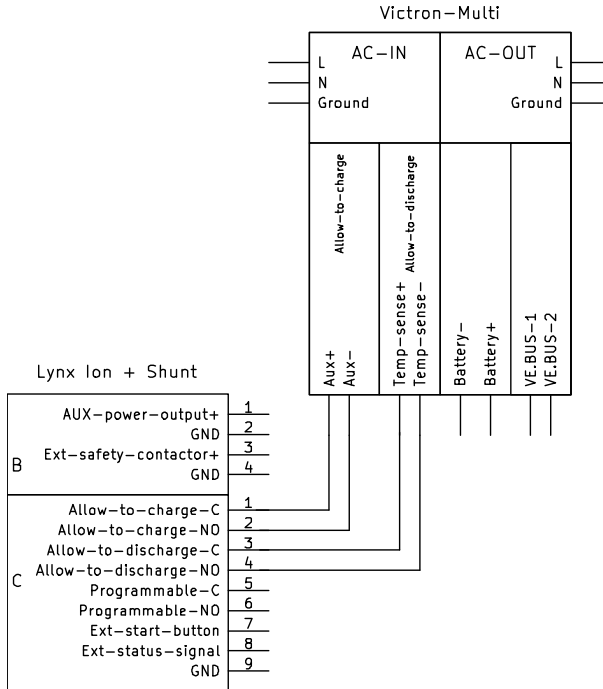 Victron-Multi
AC-IN
AC-OUT
L
L
N
N
Ground
Ground
Allow-to-charge
Allow-to-discharge
Aux+
Aux-
Temp-sense+
Temp-sense-
Battery-
Battery+
VE.BUS-1
VE.BUS-2
Lynx Ion + Shunt
B
AUX-power-output+ 1
GND 2
Ext-safety-contactor+ 3
GND 4
C
Allow-to-charge-C 1
Allow-to-charge-NO 2
Allow-to-discharge-C 3
Allow-to-discharge-NO 4
Programmable-C 5
Programmable-NO 6
Ext-start-button 7
Ext-status-signal 8
GND 9